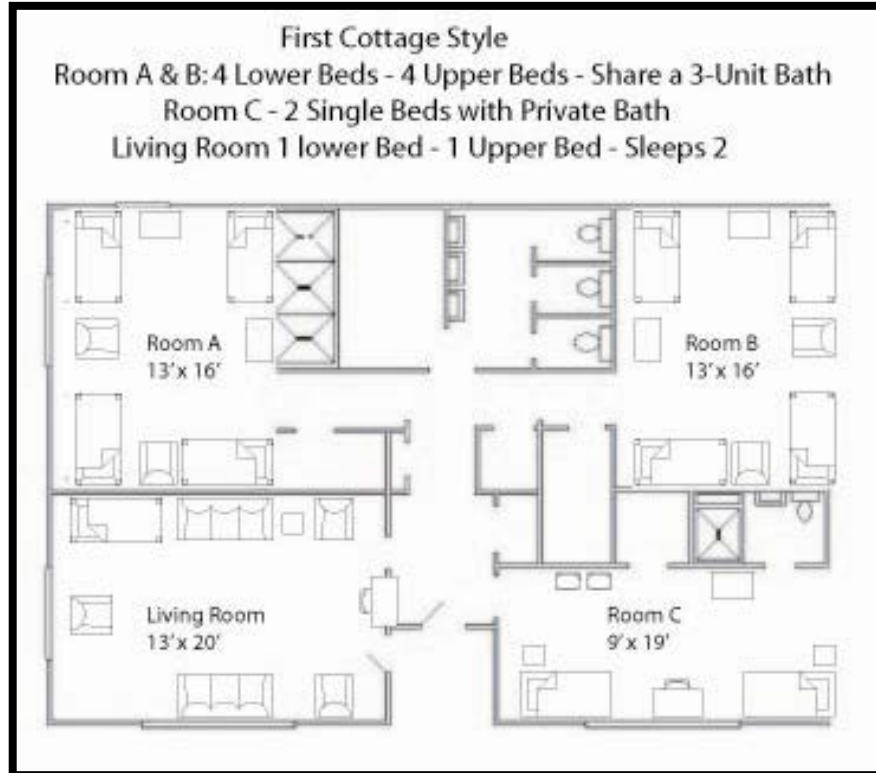 First Cottage Style
Room A & B: 4 Lower Beds - 4 Upper Beds - Share a 3-Unit Bath
Room C - 2 Single Beds with Private Bath
Living Room 1 lower Bed - 1 Upper Bed - Sleeps 2
Room A
13' x 16'
Room B
13' x 16'
Living Room
13' x 20'
Room C
9' x 19'